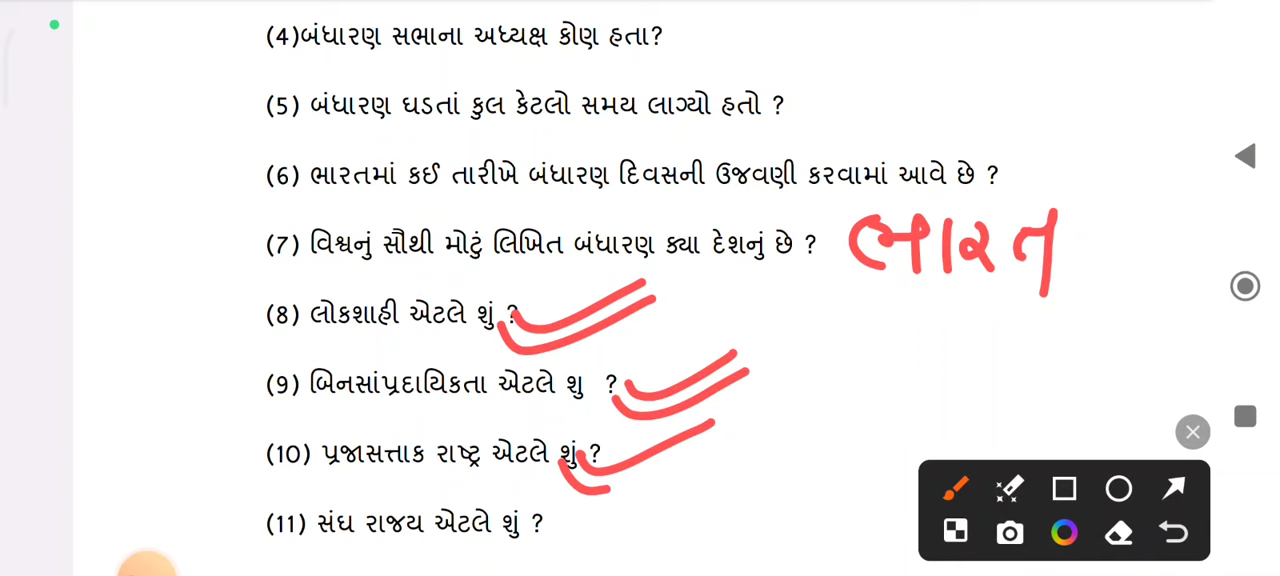 (4)બંધારણ સભાના અધ્યક્ષ કોણ હતા?
(5) બંધારણ ઘડતાં કુલ કેટલો સમય લાગ્યો હતો ?
(6) ભારતમાં કઈ તારીખે બંધારણ દિવસની ઉજવણી કરવામાં આવે છે ?
(7) વિશ્વનું સૌથી મોટું લિખિત બંધારણ ક્યા દેશનું છે ? ભારત
(8) લોકશાહી એટલે શું ?
(9) બિનસાંપ્રદાયિકતા એટલે શુ ?
(10) પ્રજાસત્તાક રાષ્ટ્ર એટલે શું ?
(11) સંઘ રાજય એટલે શું ?